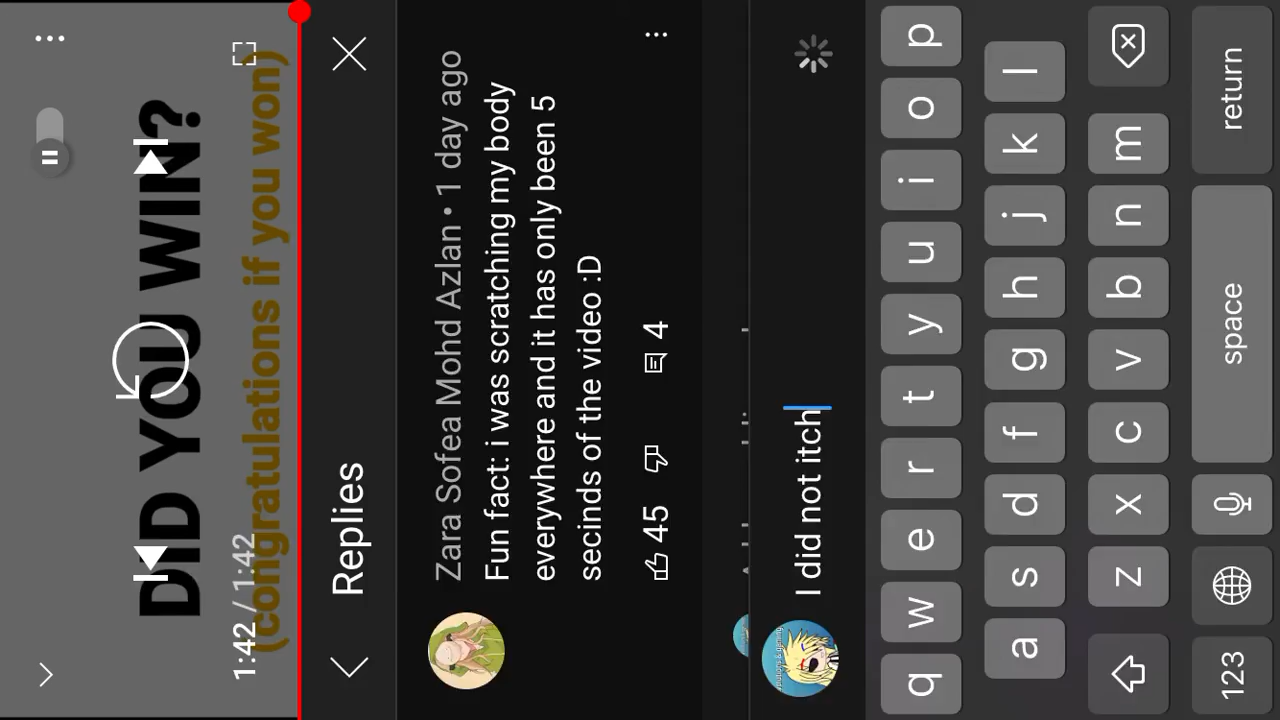 DID YOU WIN?
(congratulations if you won)
1:42 / 1:42
Replies
Zara Sofea Mohd Azlan • 1 day ago
Fun fact: i was scratching my body
everywhere and it has only been 5
secinds of the video :D
45 4
I did not itch
q w e r t y u i o p
a s d f g h j k l
z x c v b n m
123 space return